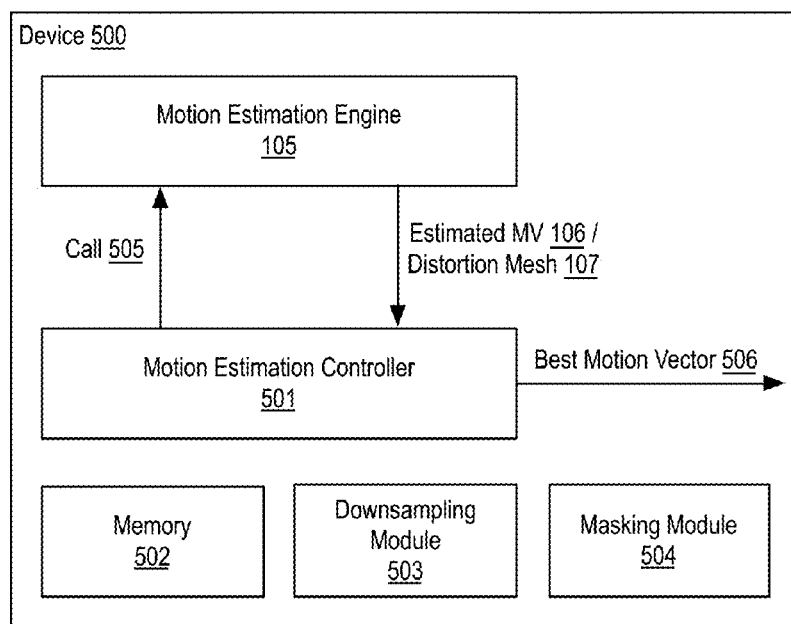 Device 500
Motion Estimation Engine
105
Call 505
Estimated MV 106 /
Distortion Mesh 107
Motion Estimation Controller
501
Best Motion Vector 506
Memory
502
Downsampling
Module
503
Masking Module
504